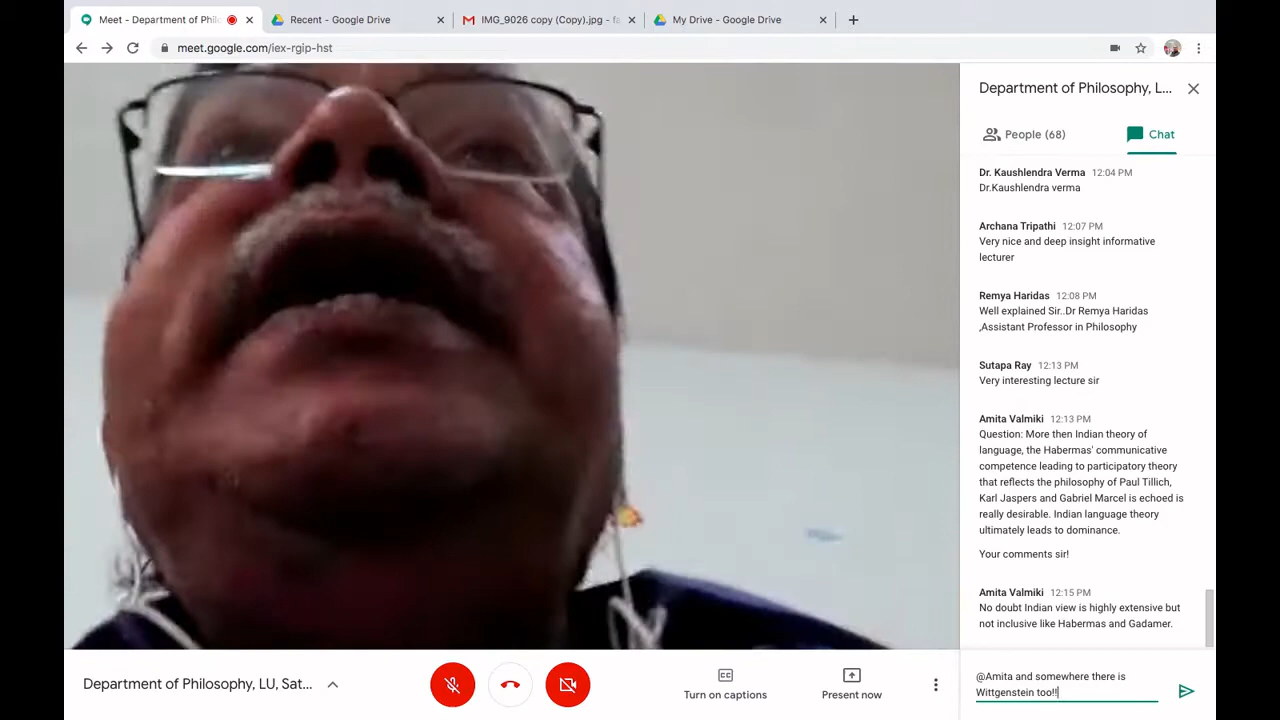 Meet - Department of Philo
Recent - Google Drive
IMG_9026 copy (Copy).jpg - fa
My Drive - Google Drive
meet.google.com/iex-rgip-hst
Department of Philosophy, L...
People (68)
Chat
Dr. Kaushlendra Verma 12:04 PM
Dr.Kaushlendra verma
Archana Tripathi 12:07 PM
Very nice and deep insight informative
lecturer
Remya Haridas 12:08 PM
Well explained Sir..Dr Remya Haridas
,Assistant Professor in Philosophy
Sutapa Ray 12:13 PM
Very interesting lecture sir
Amita Valmiki 12:13 PM
Question: More then Indian theory of
language, the Habermas' communicative
competence leading to participatory theory
that reflects the philosophy of Paul Tillich,
Karl Jaspers and Gabriel Marcel is echoed is
really desirable. Indian language theory
ultimately leads to dominance.
Your comments sir!
Amita Valmiki 12:15 PM
No doubt Indian view is highly extensive but
not inclusive like Habermas and Gadamer.
@Amita and somewhere there is
Wittgenstein too!!
Department of Philosophy, LU, Sat...
Turn on captions
Present now